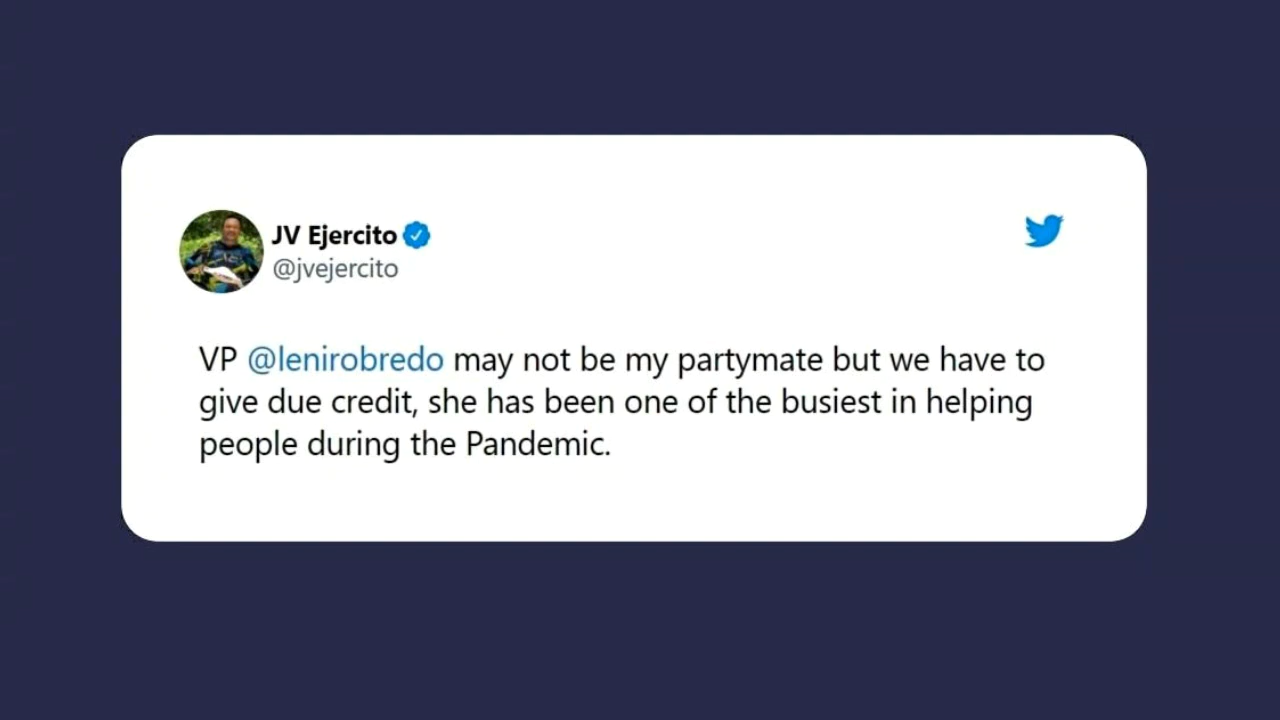 JV Ejercito
@jvejercito
VP @lenirobredo may not be my partymate but we have to
give due credit, she has been one of the busiest in helping
people during the Pandemic.